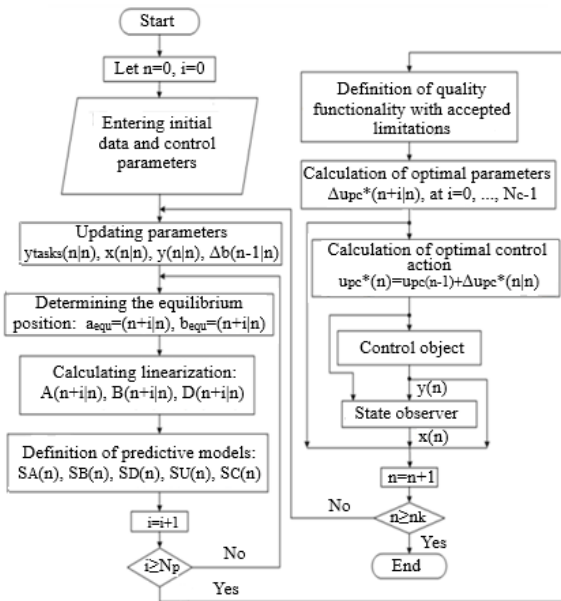 Start
Let n=0, i=0
Entering initial
data and control
parameters
Updating parameters
ytasks(n|n), x(n|n), y(n|n), Δb(n-1|n)
Determining the equilibrium
position: aequ=(n+i|n), bequ=(n+i|n)
Calculating linearization:
A(n+i|n), B(n+i|n), D(n+i|n)
Definition of predictive models:
SA(n), SB(n), SD(n), SU(n), SC(n)
i=i+1
i≥Np
No
Yes
Definition of quality
functionality with accepted
limitations
Calculation of optimal parameters
Δupc*(n+i|n), at i=0, ..., Nc-1
Calculation of optimal control
action
upc*(n)=upc(n-1)+Δupc*(n|n)
Control object
y(n)
State observer
x(n)
n=n+1
n≥nk
No
Yes
End